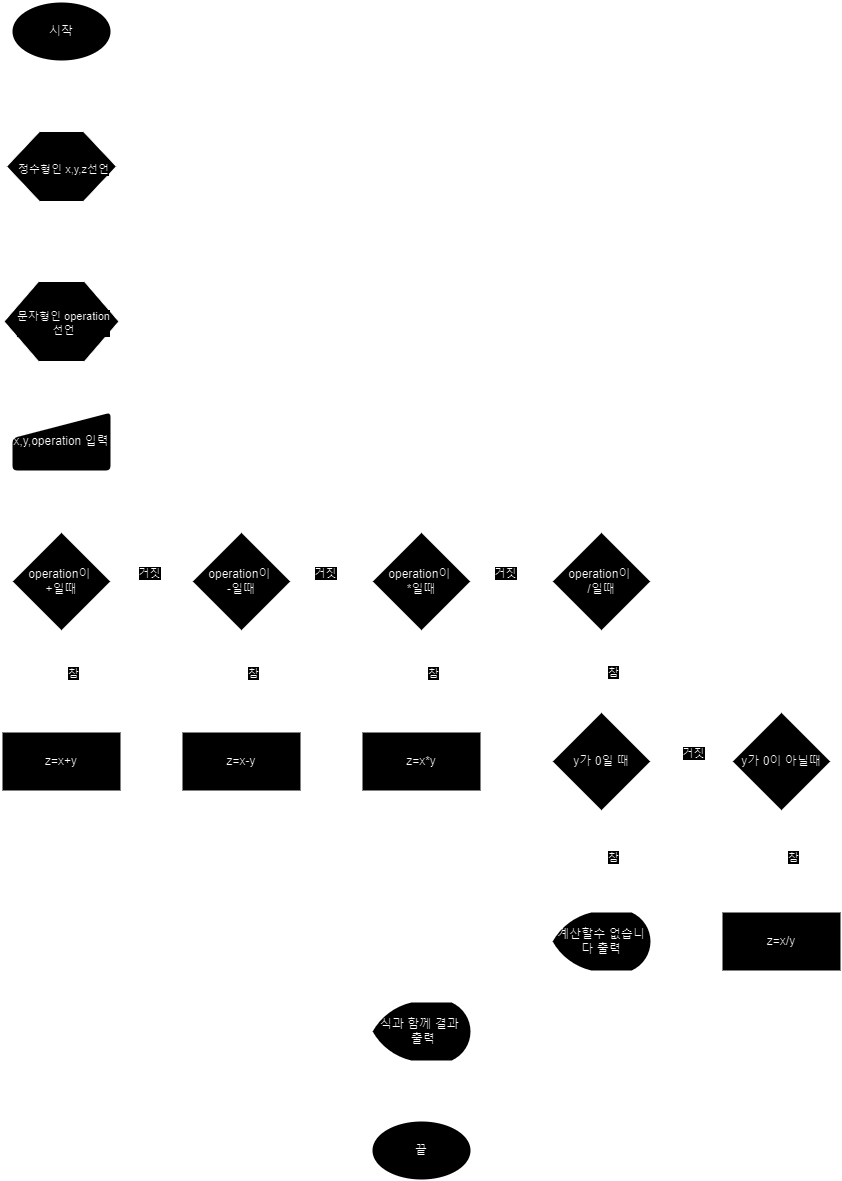 시작
정수형인 x,y,z선언
문자형인 operation
선언
x,y,operation 입력
operation이
+일때
거짓
operation이
-일때
거짓
operation이
*일때
거짓
operation이
/일때
참
참
참
참
z=x+y
z=x-y
z=x*y
y가 0일 때
거짓
y가 0이 아닐때
참
참
계산할수 없습니
다 출력
z=x/y
식과 함께 결과
출력
끝